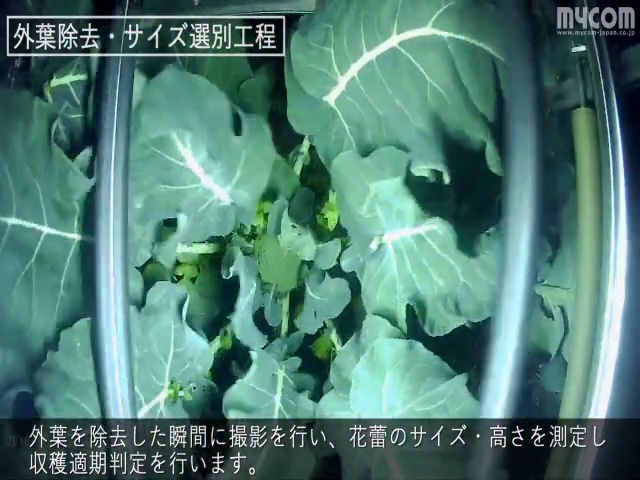 外葉除去・サイズ選別工程
mycom
www.mycom-japan.co.jp
外葉を除去した瞬間に撮影を行い、花蕾のサイズ・高さを測定し
収穫適期判定を行います。